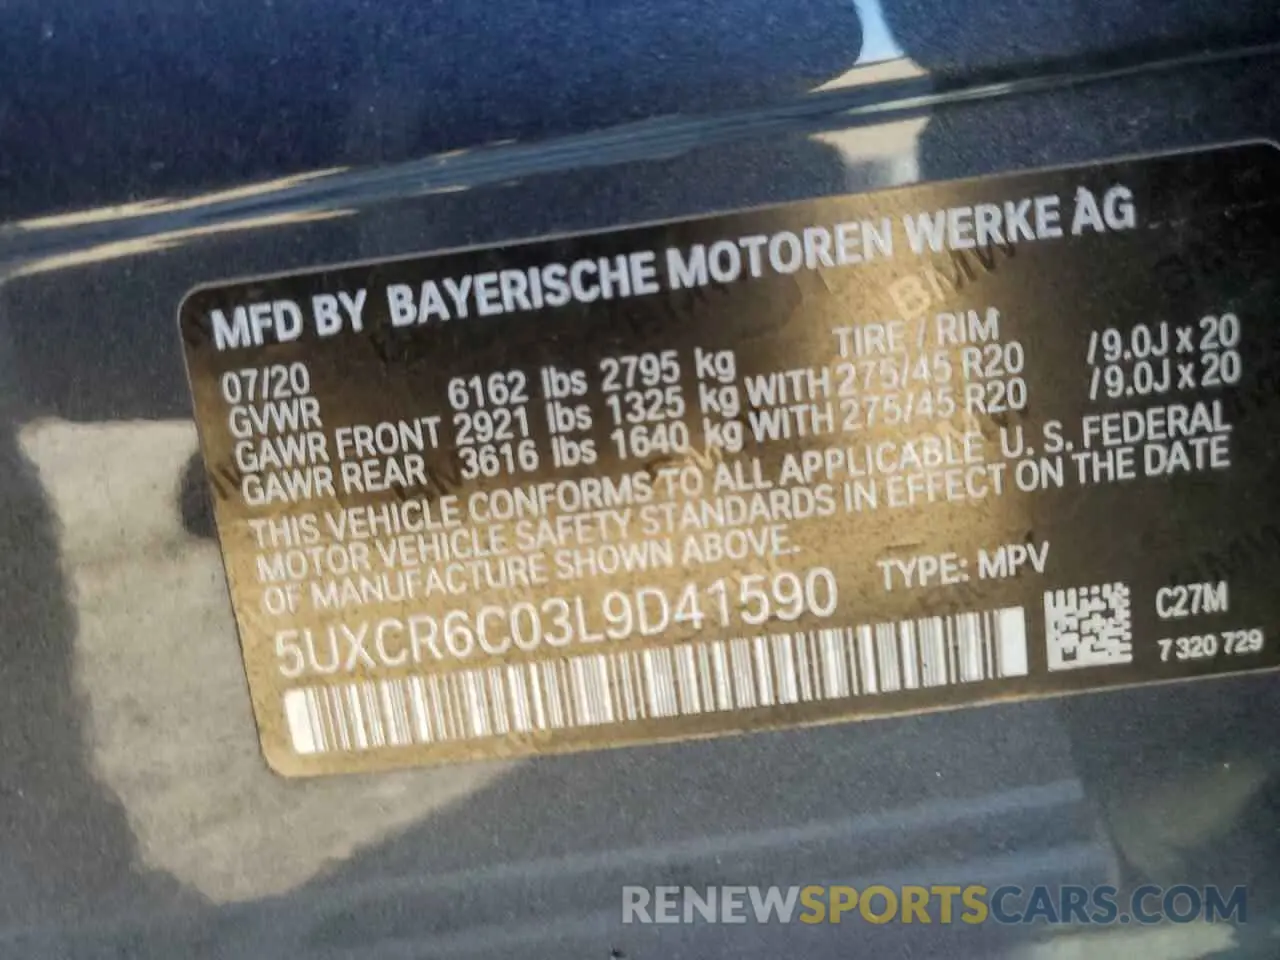 MFD BY BAYERISCHE MOTOREN WERKE AG
07/20 TIRE / RIM
GVWR 6162 lbs 2795 kg
GAWR FRONT 2921 lbs 1325 kg WITH 275/45 R20 /9.0J x 20
GAWR REAR 3616 lbs 1640 kg WITH 275/45 R20 /9.0J x 20
THIS VEHICLE CONFORMS TO ALL APPLICABLE U. S. FEDERAL
MOTOR VEHICLE SAFETY STANDARDS IN EFFECT ON THE DATE
OF MANUFACTURE SHOWN ABOVE.
5UXCR6C03L9D41590 TYPE: MPV
C27M
7 320 729
RENEWSPORTSCARS.COM